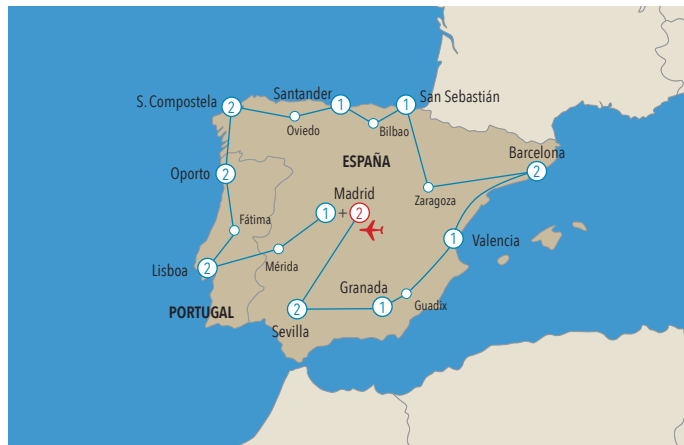 Santander
San Sebastián
S. Compostela
2
1
1
Oviedo
Bilbao
ESPAÑA
Barcelona
2
Oporto
2
Zaragoza
Madrid
1 + 2
Fátima
Mérida
Valencia
1
Lisboa
2
PORTUGAL
Granada
1
Guadix
2
Sevilla